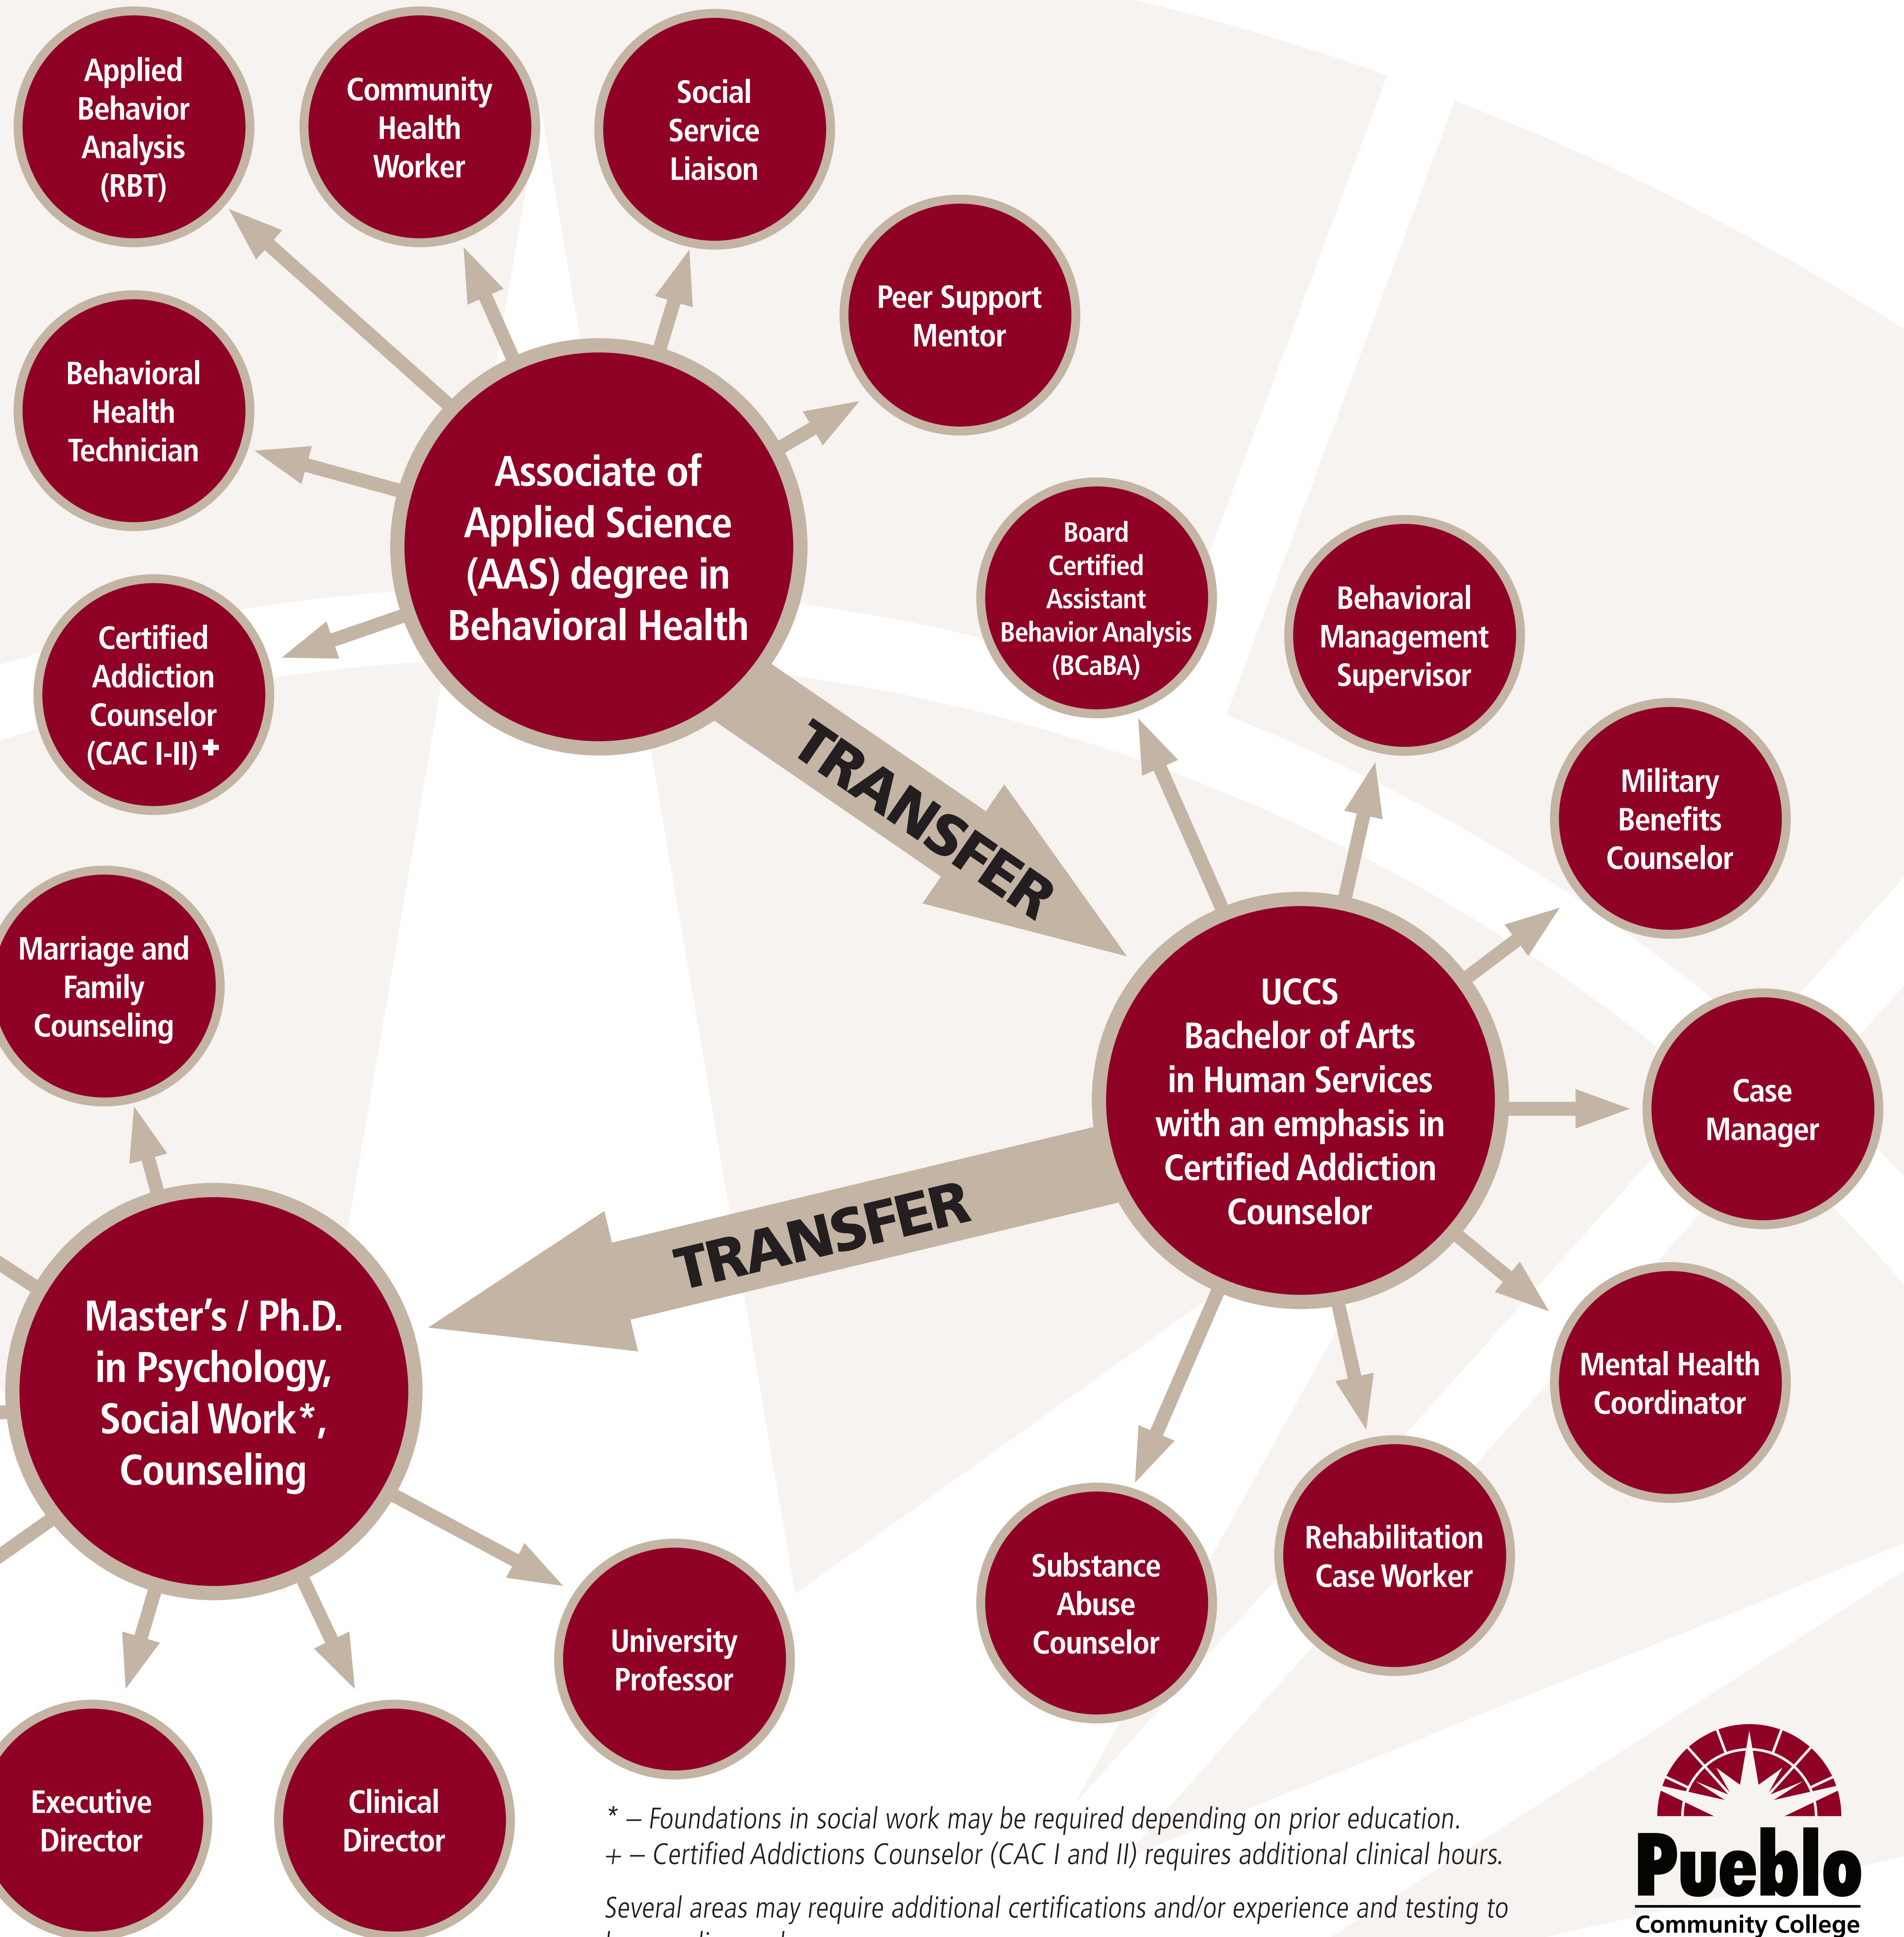 Applied
Behavior
Analysis
(RBT)
Community
Health
Worker
Social
Service
Liaison
Peer Support
Mentor
Behavioral
Health
Technician
Associate of
Applied Science
(AAS) degree in
Behavioral Health
Certified
Addiction
Counselor
(CAC I-II)+
Board
Certified
Assistant
Behavior Analysis
(BCaBA)
Behavioral
Management
Supervisor
Military
Benefits
Counselor
TRANSFER
Marriage and
Family
Counseling
UCCS
Bachelor of Arts
in Human Services
with an emphasis in
Certified Addiction
Counselor
Case
Manager
TRANSFER
Master's / Ph.D.
in Psychology,
Social Work*,
Counseling
Mental Health
Coordinator
Rehabilitation
Case Worker
Substance
Abuse
Counselor
University
Professor
Executive
Director
Clinical
Director
* – Foundations in social work may be required depending on prior education.
+ – Certified Addictions Counselor (CAC I and II) requires additional clinical hours.
Several areas may require additional certifications and/or experience and testing to
Pueblo
Community College